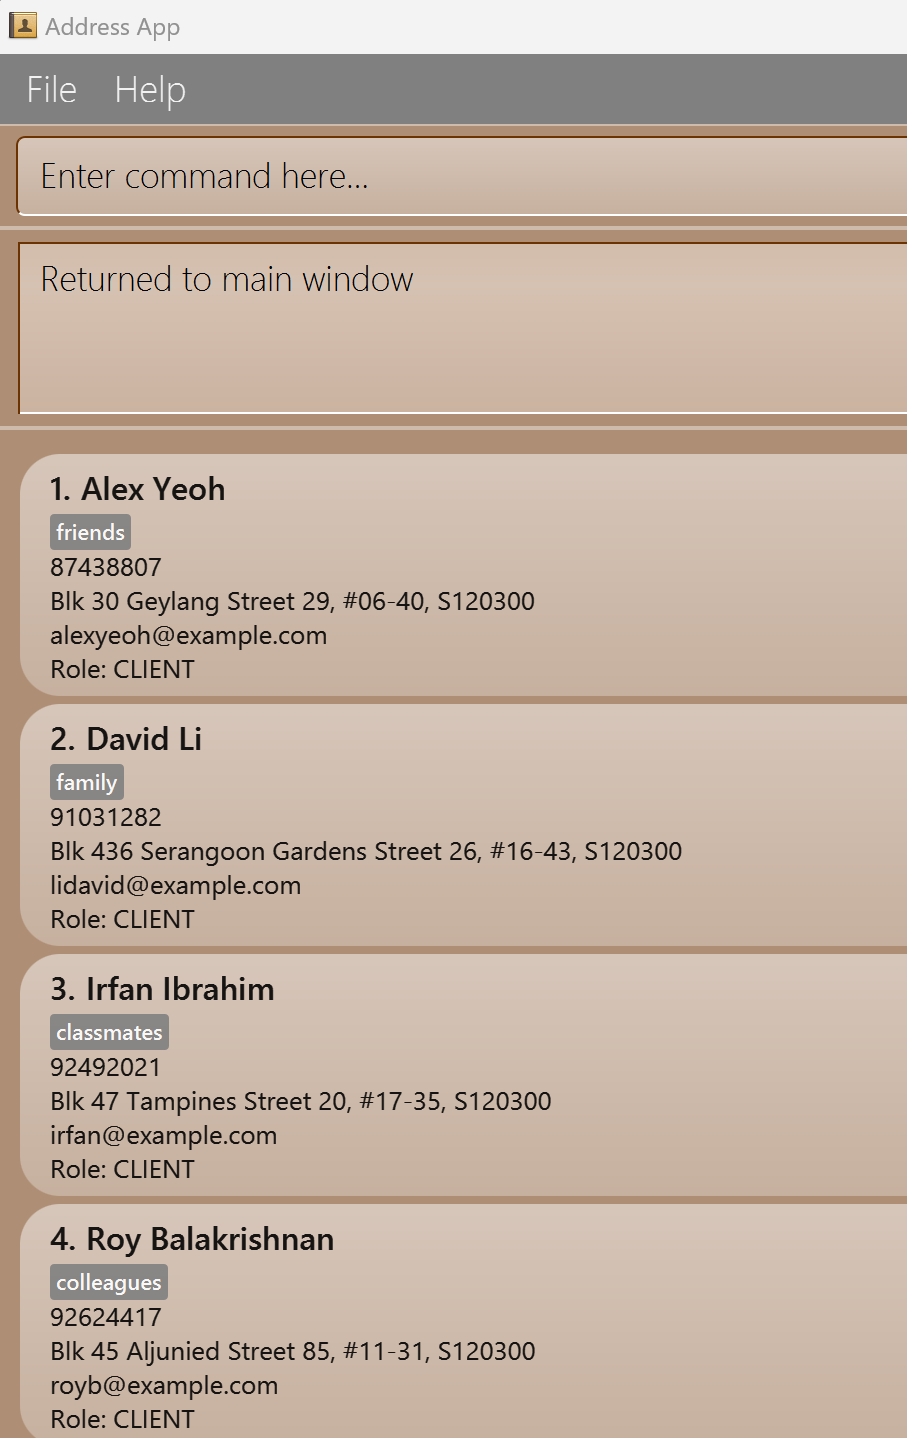 Address App
File Help
Enter command here...
Returned to main window
1. Alex Yeoh
friends
87438807
Blk 30 Geylang Street 29, #06-40, S120300
alexyeoh@example.com
Role: CLIENT
2. David Li
family
91031282
Blk 436 Serangoon Gardens Street 26, #16-43, S120300
lidavid@example.com
Role: CLIENT
3. Irfan Ibrahim
classmates
92492021
Blk 47 Tampines Street 20, #17-35, S120300
irfan@example.com
Role: CLIENT
4. Roy Balakrishnan
colleagues
92624417
Blk 45 Aljunied Street 85, #11-31, S120300
royb@example.com
Role: CLIENT